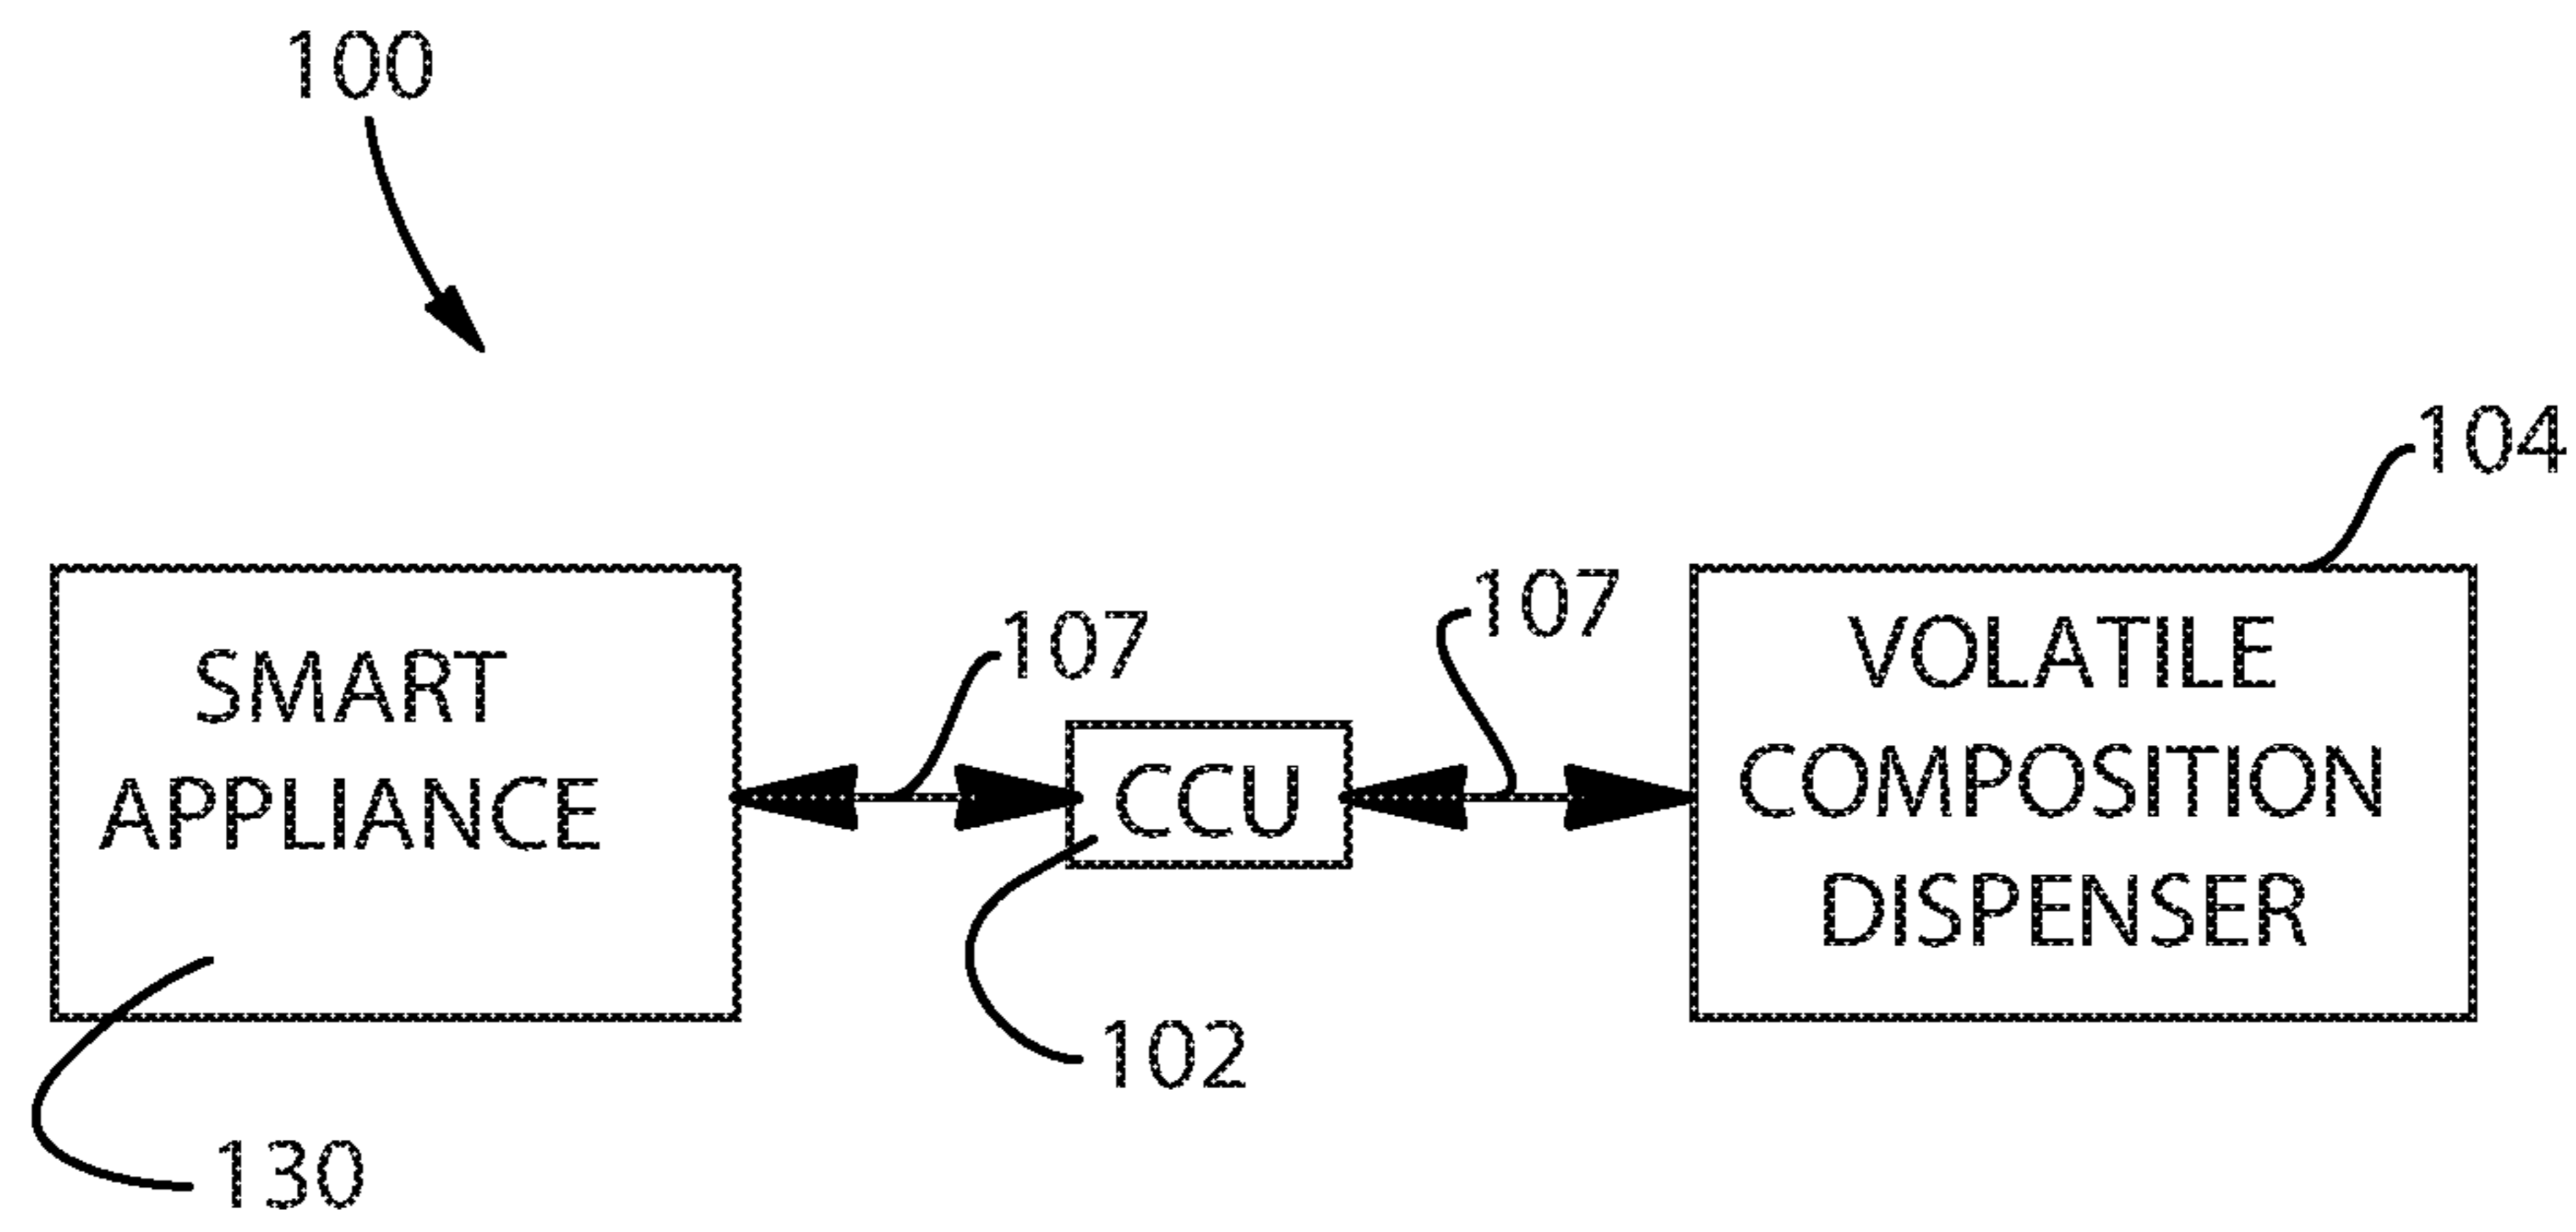 100
104
107
107
SMART
APPLIANCE
CCU
VOLATILE
COMPOSITION
DISPENSER
102
130